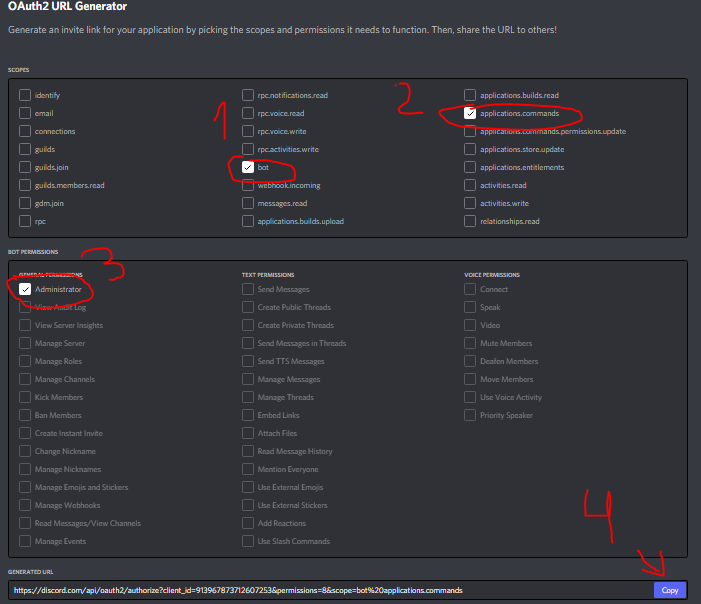 OAuth2 URL Generator
Generate an invite link for your application by picking the scopes and permissions it needs to function. Then, share the URL to others!
SCOPES
identify
email
connections
guilds
guilds.join
guilds.members.read
gdm.join
rpc
1
rpc.notifications.read
rpc.voice.read
rpc.voice.write
rpc.activities.write
bot
webhook.incoming
messages.read
applications.builds.upload
2
applications.builds.read
applications.commands
applications.commands.permissions.update
applications.store.update
applications.entitlements
activities.read
activities.write
relationships.read
BOT PERMISSIONS
3
GENERAL PERMISSIONS
Administrator
View Audit Log
View Server Insights
Manage Server
Manage Roles
Manage Channels
Kick Members
Ban Members
Create Instant Invite
Change Nickname
Manage Nicknames
Manage Emojis and Stickers
Manage Webhooks
Read Messages/View Channels
Manage Events
TEXT PERMISSIONS
Send Messages
Create Public Threads
Create Private Threads
Send Messages in Threads
Send TTS Messages
Manage Messages
Manage Threads
Embed Links
Attach Files
Read Message History
Mention Everyone
Use External Emojis
Use External Stickers
Add Reactions
Use Slash Commands
VOICE PERMISSIONS
Connect
Speak
Video
Mute Members
Deafen Members
Move Members
Use Voice Activity
Priority Speaker
4
GENERATED URL
https://discord.com/api/oauth2/authorize?client_id=913967873712607253&permissions=8&scope=bot%20applications.commands
Copy